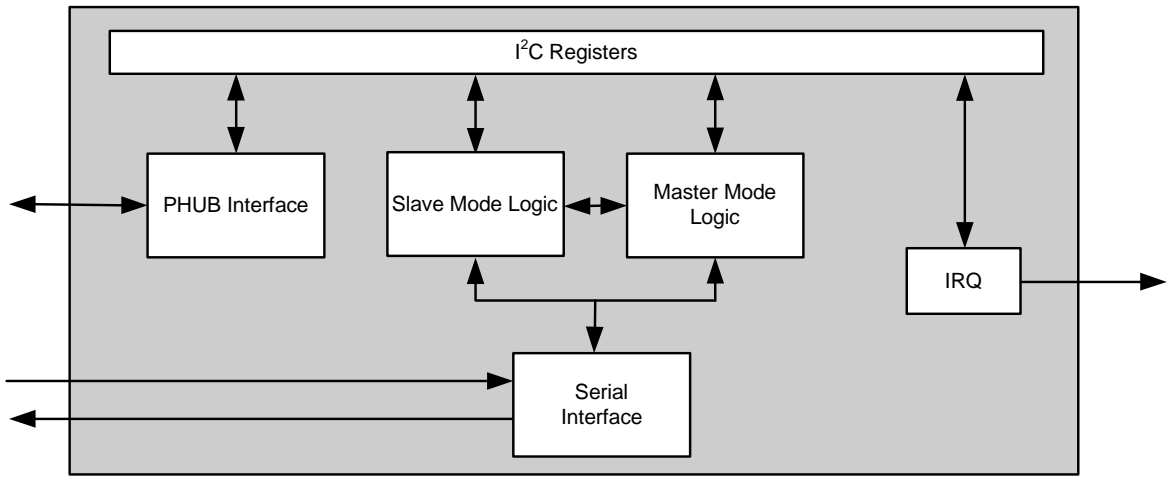 I²C Registers
PHUB Interface
Slave Mode Logic
Master Mode
Logic
IRQ
Serial
Interface